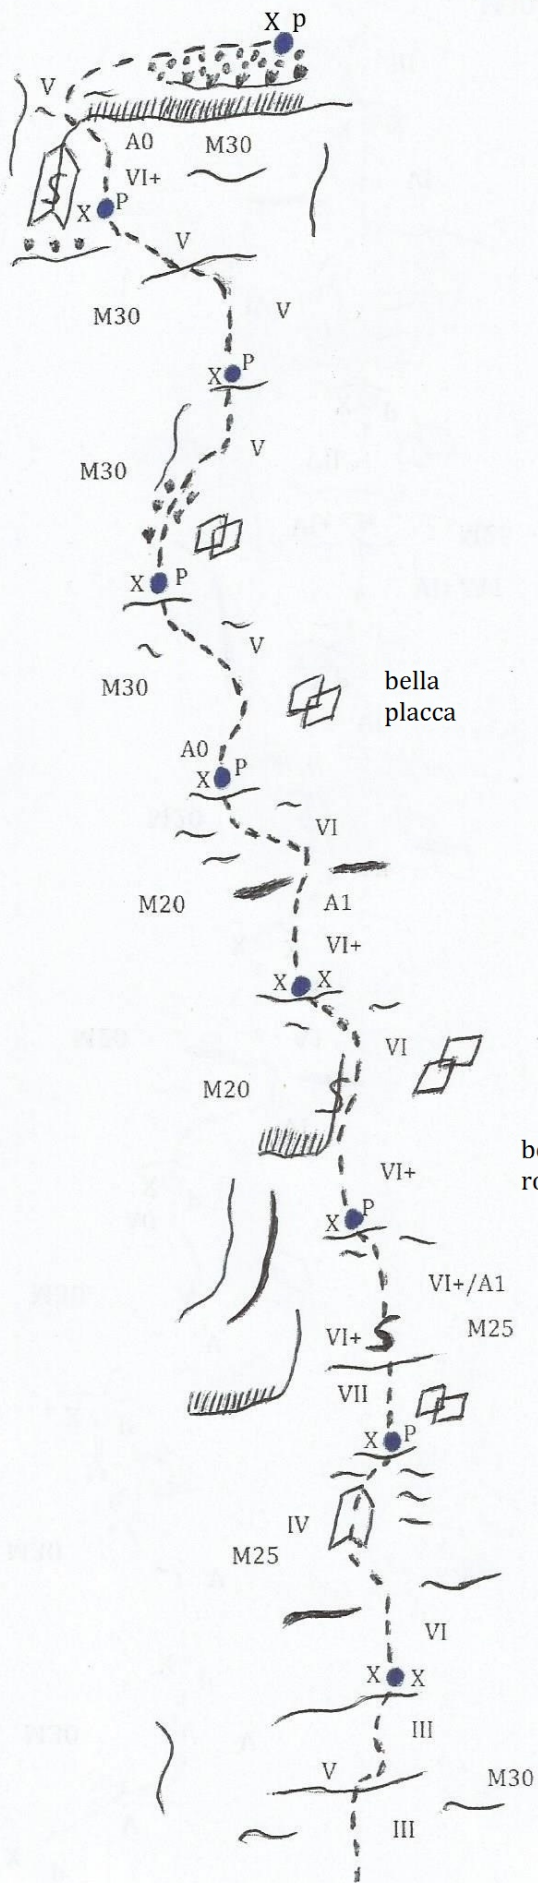 X p
V
A0 M30
VI+
X P
V
M30 V
X P
V
M30
X P
V
M30
bella
placca
A0
X P
VI
M20
A1
VI+
X X
VI
M20
VI+
X P
VI+/A1
VI+ M25
VII
X P
IV
M25
VI
X X
III
V M30
III